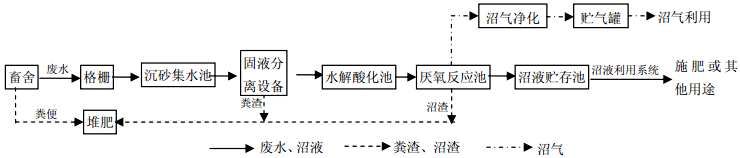 沼气净化
贮气罐
沼气利用
畜舍
废水
格栅
沉砂集水池
固液分
离设备
水解酸化池
厌氧反应池
沼液贮存池
沼液利用系统
施肥或其
他用途
粪便
堆肥
粪渣
沼渣
废水、沼液
粪渣、沼渣
沼气